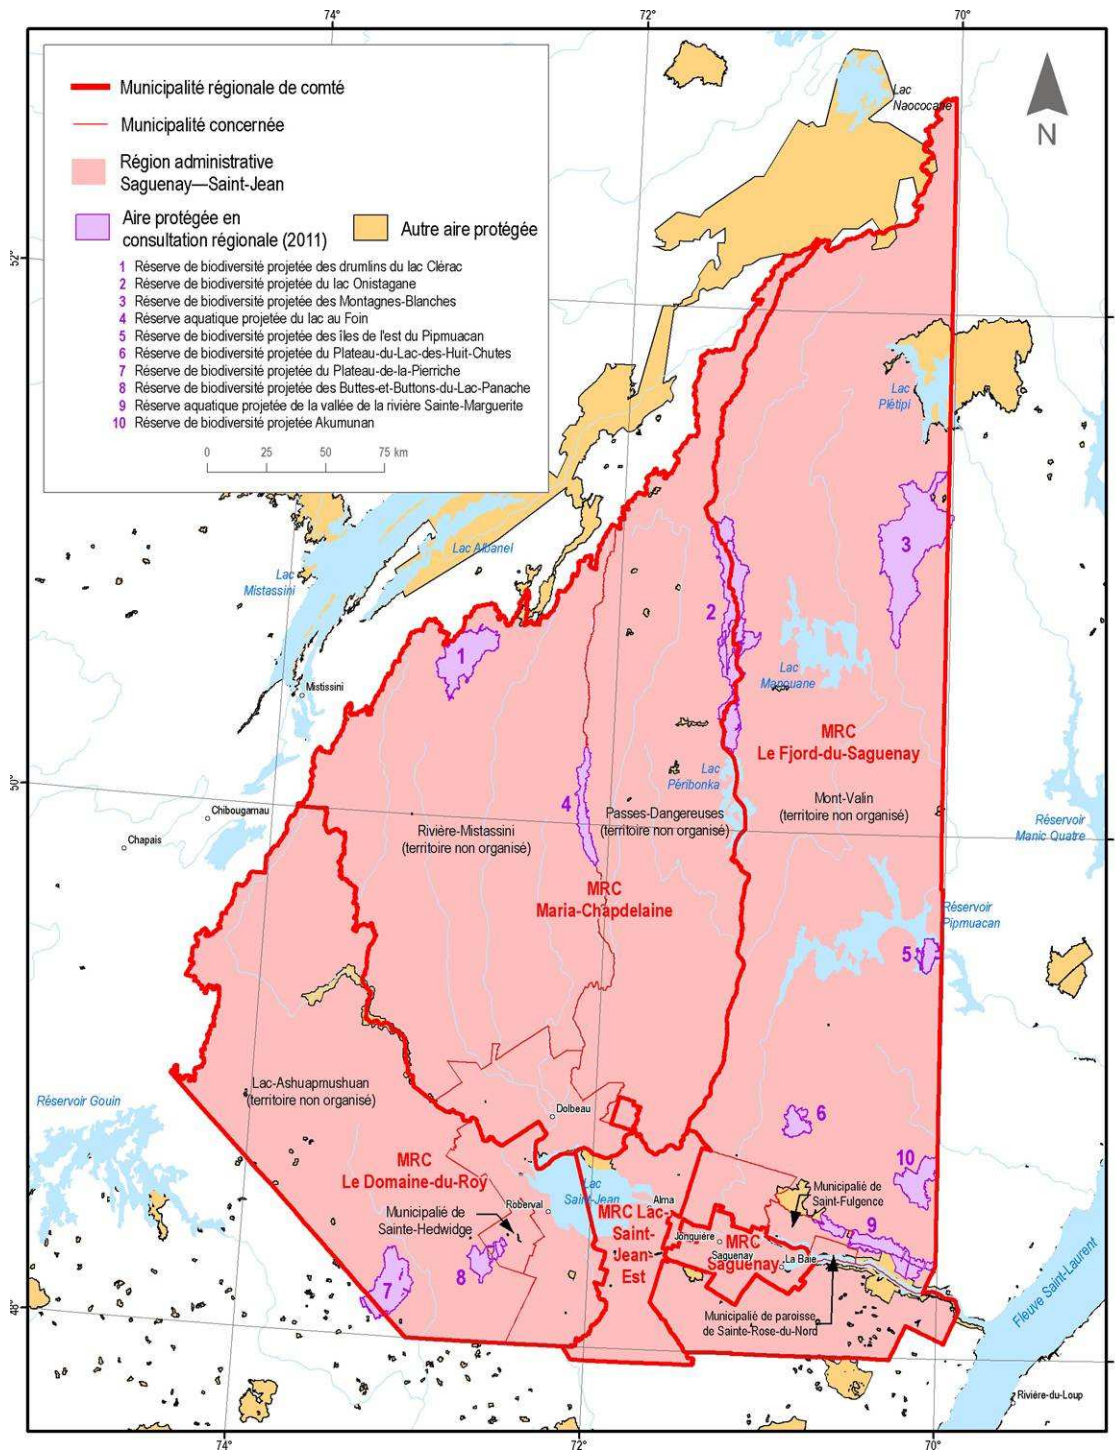 74°
72°
70°
Municipalité régionale de comté
Municipalité concernée
Région administrative
Saguenay—Saint-Jean
Aire protégée en
consultation régionale (2011)
Autre aire protégée
1 Réserve de biodiversité projetée des drumlins du lac Clérac
2 Réserve de biodiversité projetée du lac Onistagane
3 Réserve de biodiversité projetée des Montagnes-Blanches
4 Réserve aquatique projetée du lac au Foin
5 Réserve de biodiversité projetée des îles de l'est du Pipmuacan
6 Réserve de biodiversité projetée du Plateau-du-Lac-des-Huit-Chutes
7 Réserve de biodiversité projetée du Plateau-de-la-Pierriche
8 Réserve de biodiversité projetée des Buttes-et-Buttons-du-Lac-Panache
9 Réserve aquatique projetée de la vallée de la rivière Sainte-Marguerite
10 Réserve de biodiversité projetée Akumunan
0 25 50 75 km
N
Lac
Naococane
52°
Lac
Plétipi
3
Lac Albanel
Lac
Mistassini
2
1
Lac
Manouane
Mistissini
MRC
Le Fjord-du-Saguenay
50°
Lac
Péribonka
Mont-Valin
(territoire non organisé)
4
Passes-Dangereuses
(territoire non organisé)
Chibougamau
Chapais
Rivière-Mistassini
(territoire non organisé)
Réservoir
Manic Quatre
MRC
Maria-Chapdelaine
Réservoir
Pipmuacan
5
Lac-Ashuapmushuan
(territoire non organisé)
Réservoir Gouin
Dolbeau
6
MRC
Le Domaine-du-Roy
10
Lac
Saint-Jean
Municipalié de
Saint-Fulgence
Roberval
Alma
Municipalié de
Sainte-Hedwidge
MRC Lac-
Saint-
Jean-
Est
9
Jonquière
Saguenay
MRC
Saguenay
La Baie
8
7
Municipalié de paroisse
de Sainte-Rose-du-Nord
48°
Fleuve Saint-Laurent
Rivière-du-Loup
74°
72°
70°